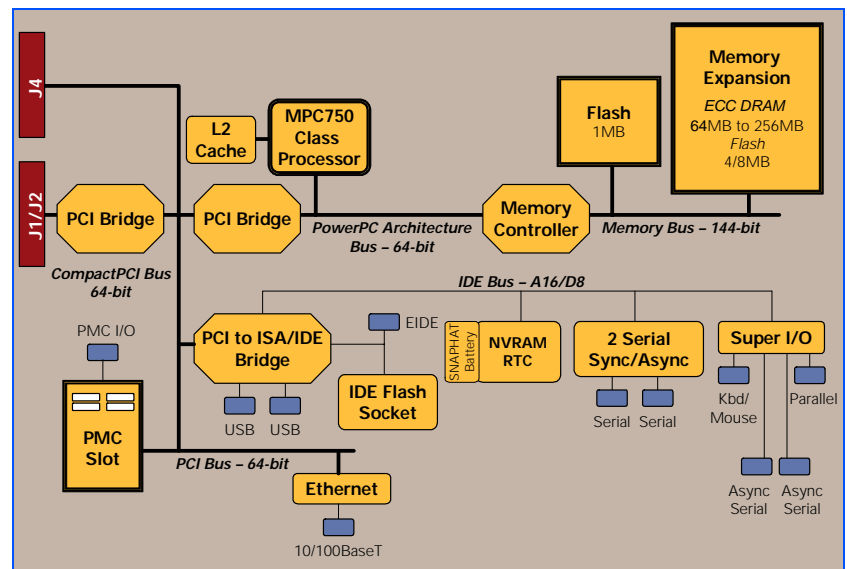 J4
J1/J2
L2
Cache
MPC750
Class
Processor
Flash
1MB
Memory
Expansion
ECC DRAM
64MB to 256MB
Flash
4/8MB
PCI Bridge
PCI Bridge
Memory
Controller
PowerPC Architecture
Bus – 64-bit
Memory Bus – 144-bit
CompactPCI Bus
64-bit
IDE Bus – A16/D8
PMC I/O
PCI to ISA/IDE
Bridge
EIDE
SNAPHAT
Battery
NVRAM
RTC
2 Serial
Sync/Async
Super I/O
IDE Flash
Socket
USB
USB
Serial
Serial
Kbd/
Mouse
Parallel
PMC
Slot
PCI Bus – 64-bit
Ethernet
10/100BaseT
Async
Serial
Async
Serial